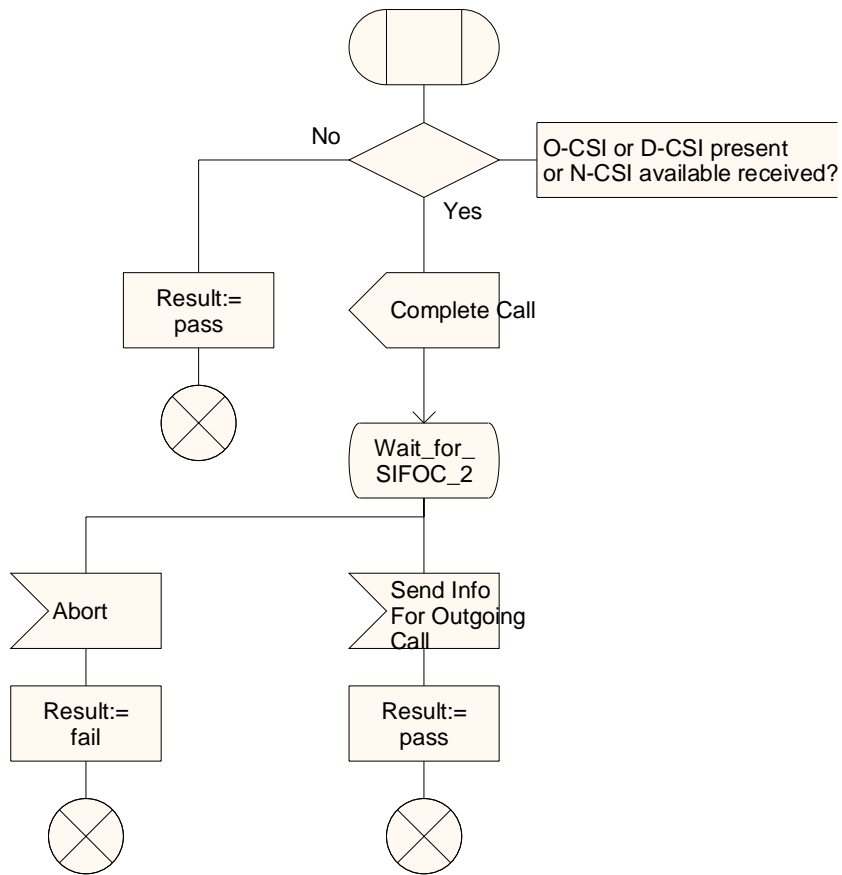 No
O-CSI or D-CSI present
or N-CSI available received?
Yes
Result:=
pass
Complete Call
Wait_for_
SIFOC_2
Abort
Send Info
For Outgoing
Call
Result:=
fail
Result:=
pass